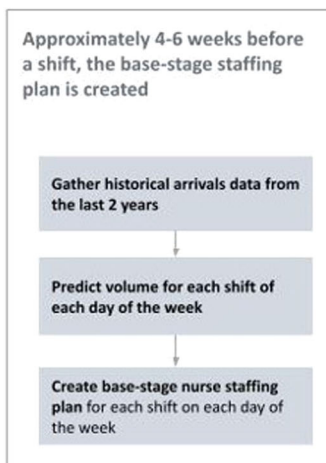 Approximately 4-6 weeks before
a shift, the base-stage staffing
plan is created
Gather historical arrivals data from
the last 2 years
Predict volume for each shift of
each day of the week
Create base-stage nurse staffing
plan for each shift on each day of
the week